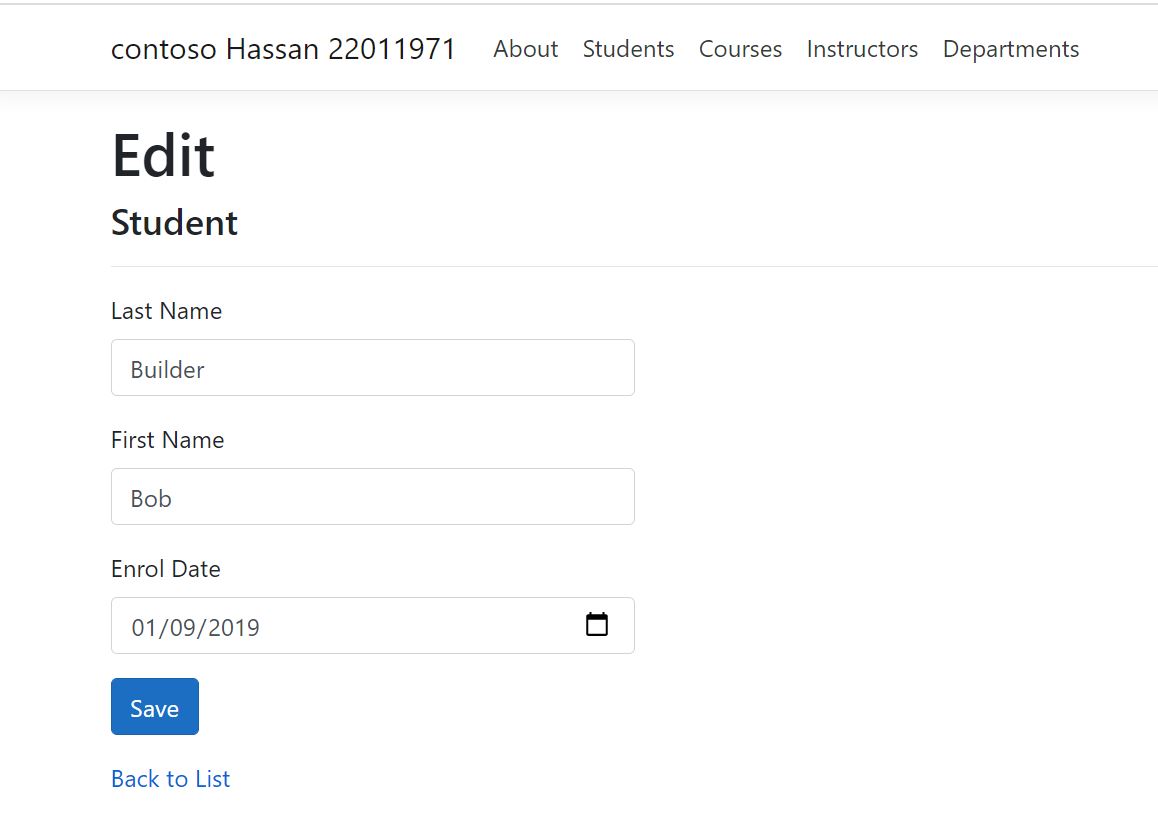 contoso Hassan 22011971 About Students Courses Instructors Departments
Edit
Student
Last Name
Builder
First Name
Bob
Enrol Date
01/09/2019
Save
Back to List